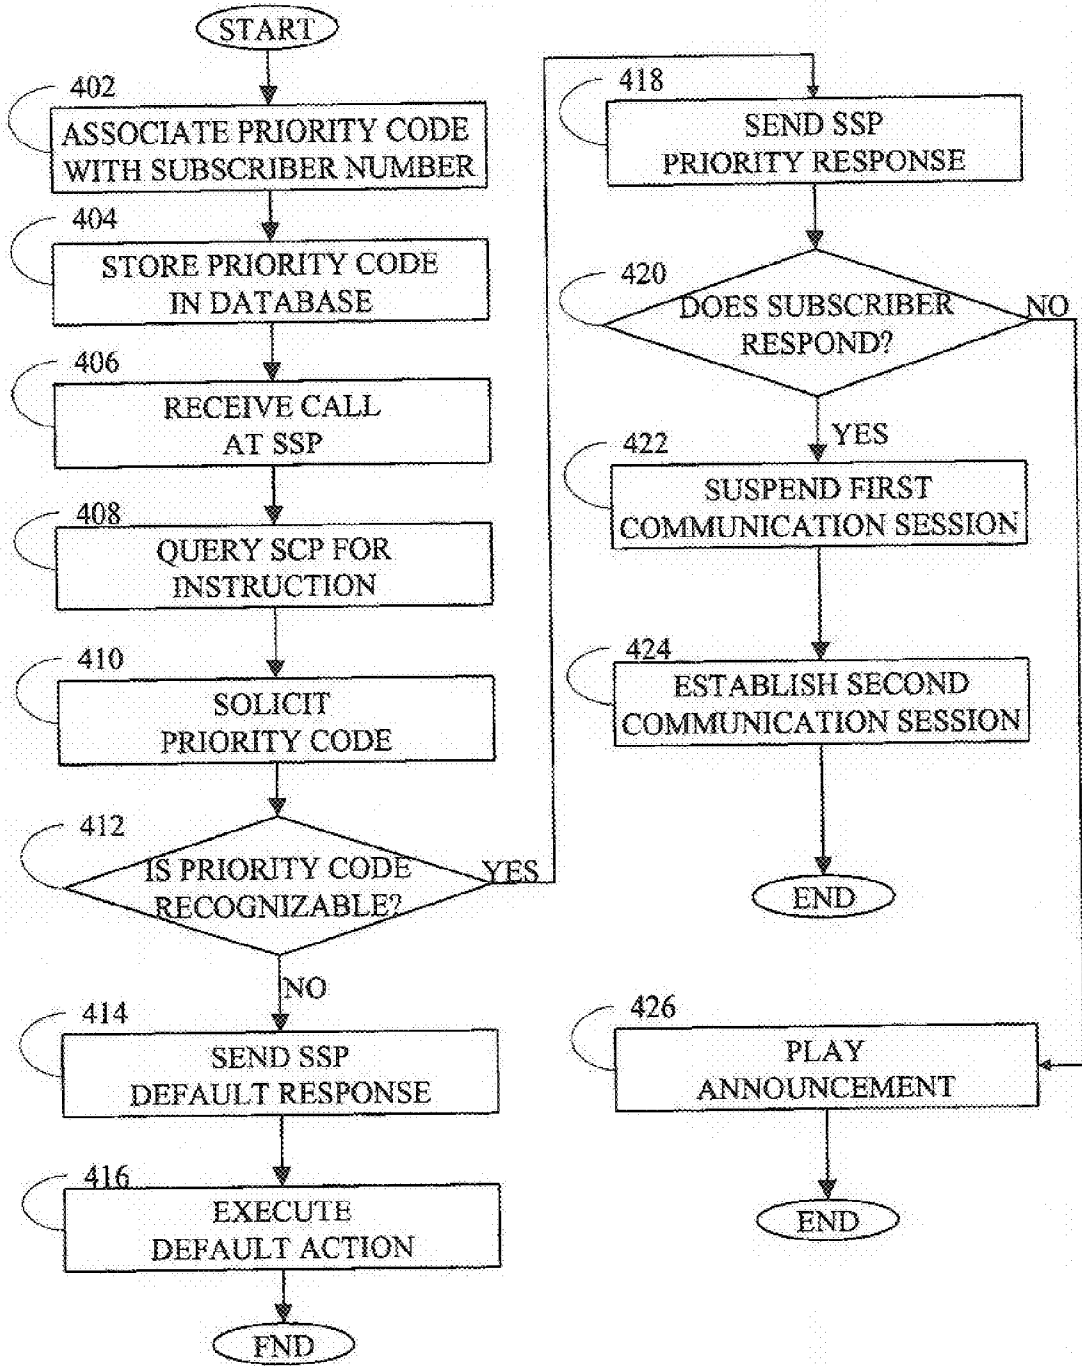 START
402
ASSOCIATE PRIORITY CODE
WITH SUBSCRIBER NUMBER
404
STORE PRIORITY CODE
IN DATABASE
406
RECEIVE CALL
AT SSP
408
QUERY SCP FOR
INSTRUCTION
410
SOLICIT
PRIORITY CODE
412
IS PRIORITY CODE
RECOGNIZABLE?
YES
NO
414
SEND SSP
DEFAULT RESPONSE
416
EXECUTE
DEFAULT ACTION
END
418
SEND SSP
PRIORITY RESPONSE
420
DOES SUBSCRIBER
RESPOND?
NO
YES
422
SUSPEND FIRST
COMMUNICATION SESSION
424
ESTABLISH SECOND
COMMUNICATION SESSION
END
426
PLAY
ANNOUNCEMENT
END